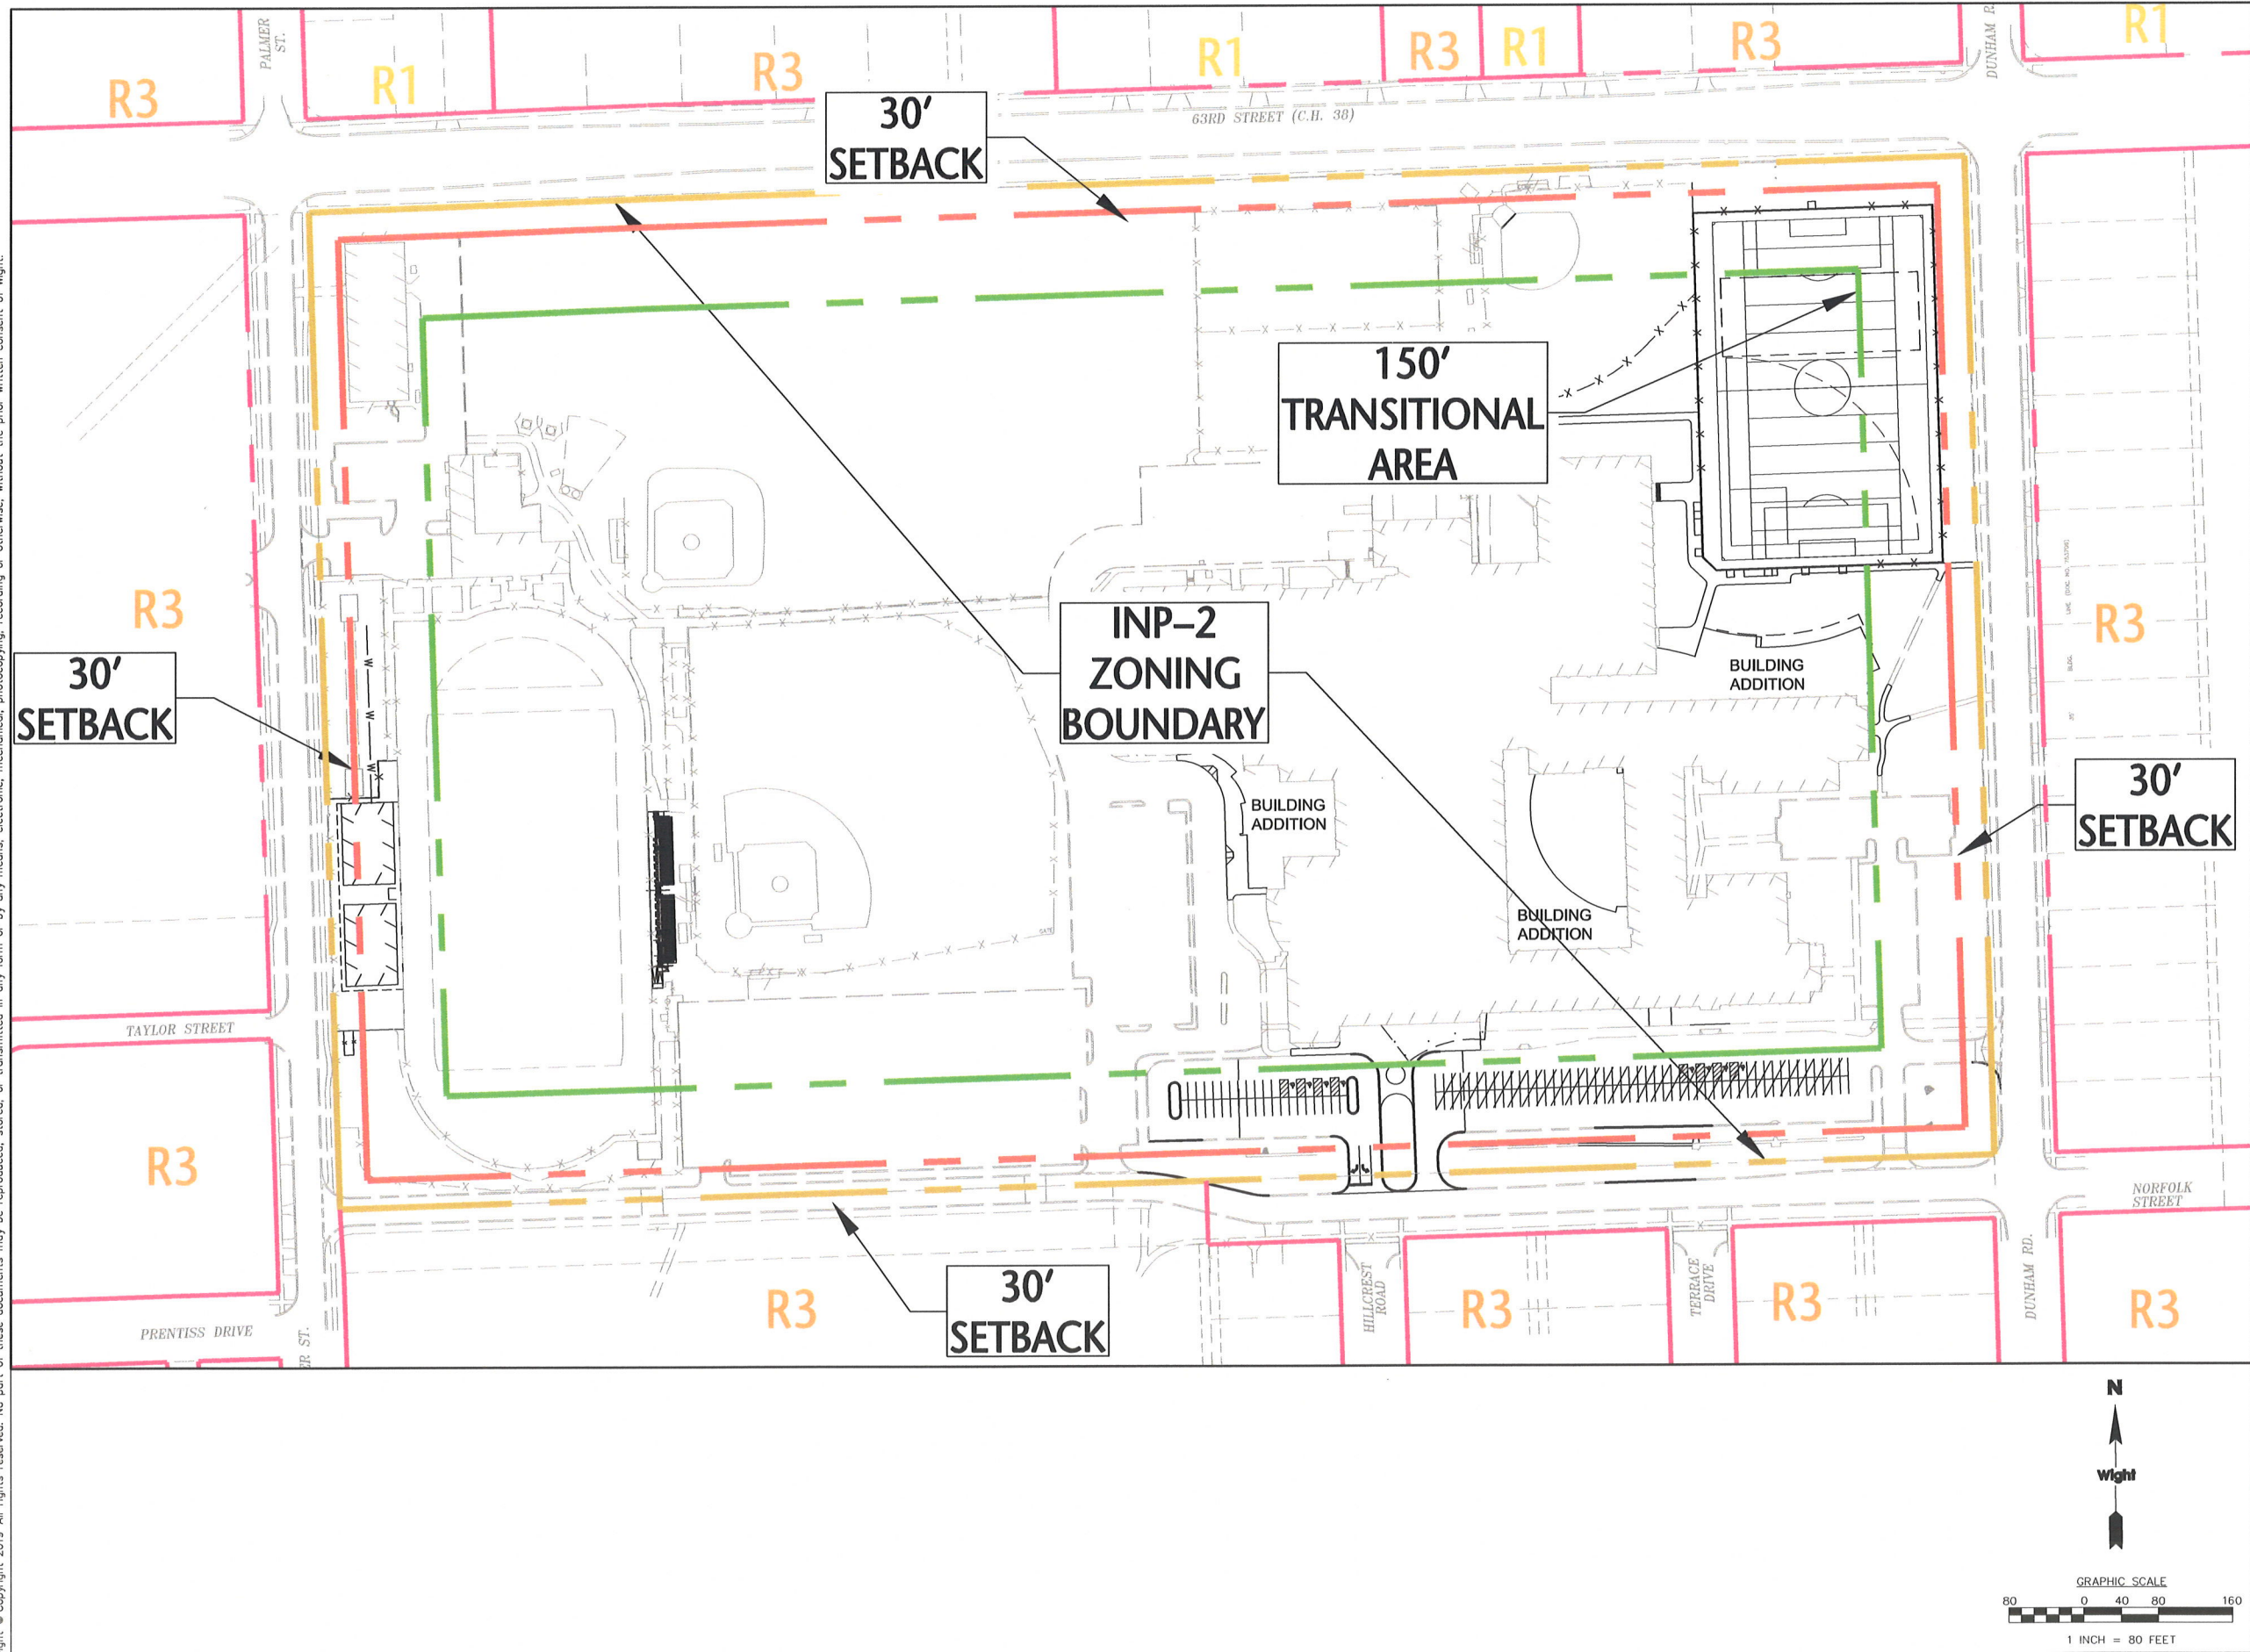 PALMER
ST.
DUNHAM R
R3
R1
R3
R1
R3
R1
R3
R1
63RD STREET (C.H. 38)
30'
SETBACK
150'
TRANSITIONAL
AREA
R3
R3
INP-2
ZONING
BOUNDARY
BUILDING
ADDITION
30'
SETBACK
W
W
W
BUILDING
ADDITION
30'
SETBACK
BUILDING
ADDITION
GATE
TAYLOR STREET
R3
NORFOLK
STREET
R3
30'
SETBACK
HILLCREST
ROAD
R3
TERRACE
DRIVE
R3
DUNHAM RD.
R3
PRENTISS DRIVE
ER ST.
N
Wight
GRAPHIC SCALE
80 0 40 80 160
1 INCH = 80 FEET